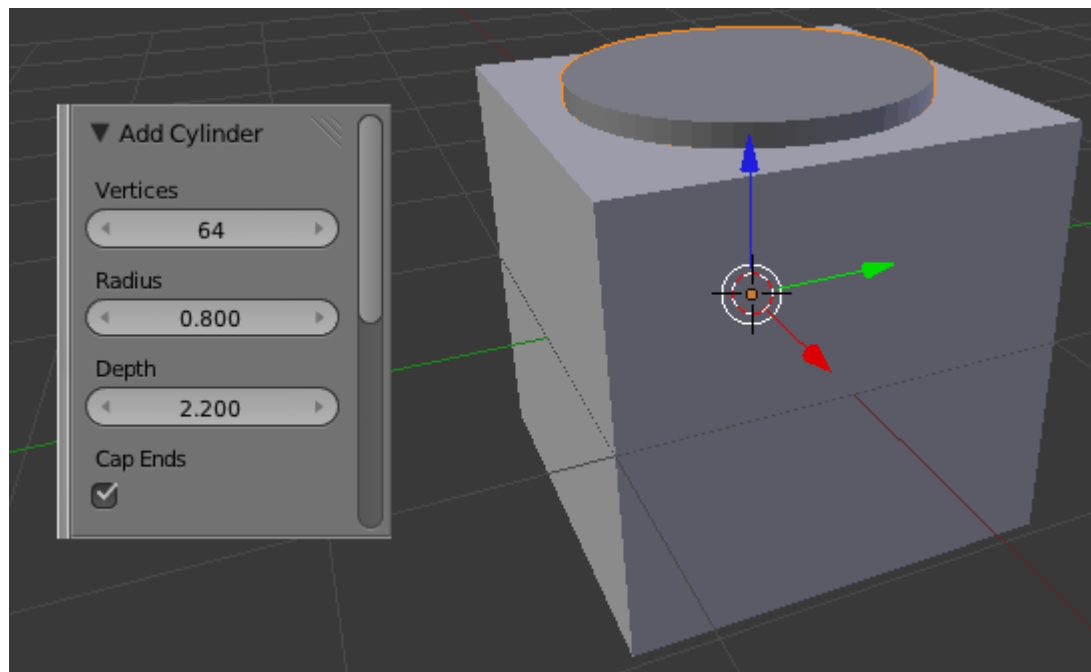 Add Cylinder
Vertices
64
Radius
0.800
Depth
2.200
Cap Ends